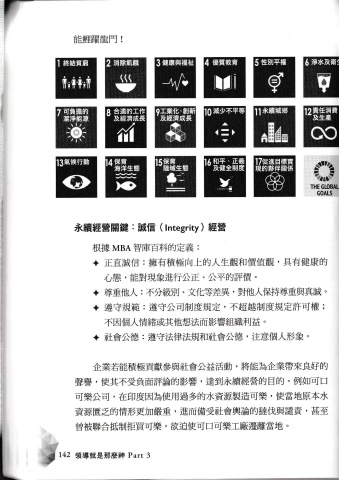 能鯉躍龍門！
1 終結貧窮
2 消除飢餓
3 健康與福祉
4 優質教育
5 性別平權
6 淨水及衛生
7 可負擔的
潔淨能源
8 合適的工作
及經濟成長
9 工業化、創新
及經濟成長
10 減少不平等
11 永續城鄉
12 責任消費
及生產
13 氣候行動
14 保育
海洋生態
15 保育
陸域生態
16 和平、正義
及健全制度
17 促進目標實
現的夥伴關係
THE GLOBAL
GOALS
永續經營關鍵：誠信（Integrity）經營
根據 MBA 智庫百科的定義：
✦ 正直誠信：擁有積極向上的人生觀和價值觀，具有健康的
心態，能對現象進行公正、公平的評價。
✦ 尊重他人：不分級別、文化等差異，對他人保持尊重與真誠。
✦ 遵守規範：遵守公司制度規定，不超越制度規定許可權；
不因個人情緒或其他想法而影響組織利益。
✦ 社會公德：遵守法律法規和社會公德，注意個人形象。
企業若能積極貢獻參與社會公益活動，將能為企業帶來良好的
聲譽，使其不受負面評論的影響，達到永續經營的目的。例如可口
可樂公司，在印度因為使用過多的水資源製造可樂，使當地原本水
資源匱乏的情形更加嚴重，進而備受社會輿論的撻伐與譴責，甚至
曾被聯合抵制拒買可樂，欲迫使可口可樂工廠遷離當地。
142 領導就是那麼神 Part 3